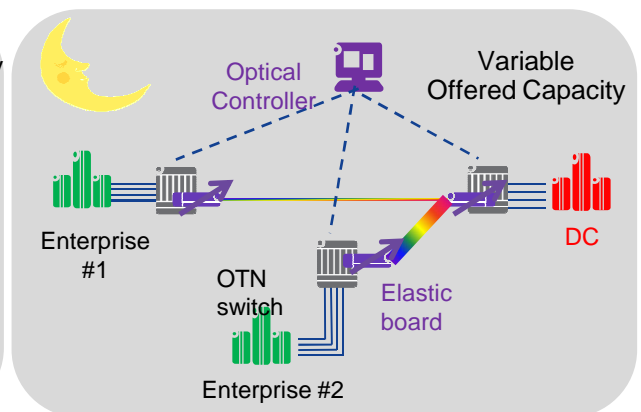 Optical
Controller
Variable
Offered Capacity
Enterprise
#1
DC
OTN
switch
Elastic
board
Enterprise #2